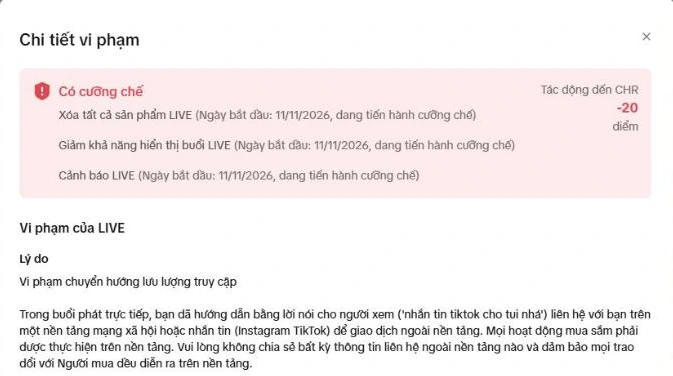 Chi tiết vi phạm
Có cưỡng chế
Tác động đến CHR
Xóa tất cả sản phẩm LIVE (Ngày bắt đầu: 11/11/2026, đang tiến hành cưỡng chế)
-20
điểm
Giảm khả năng hiển thị buổi LIVE (Ngày bắt đầu: 11/11/2026, đang tiến hành cưỡng chế)
Cảnh báo LIVE (Ngày bắt đầu: 11/11/2026, đang tiến hành cưỡng chế)
Vi phạm của LIVE
Lý do
Vi phạm chuyển hướng lưu lượng truy cập
Trong buổi phát trực tiếp, bạn đã hướng dẫn bằng lời nói cho người xem ('nhắn tin tiktok cho tui nhá') liên hệ với bạn trên
một nền tảng mạng xã hội hoặc nhắn tin (Instagram TikTok) để giao dịch ngoài nền tảng. Mọi hoạt động mua sắm phải
được thực hiện trên nền tảng. Vui lòng không chia sẻ bất kỳ thông tin liên hệ ngoài nền tảng nào và đảm bảo mọi trao
đổi với Người mua đều diễn ra trên nền tảng.